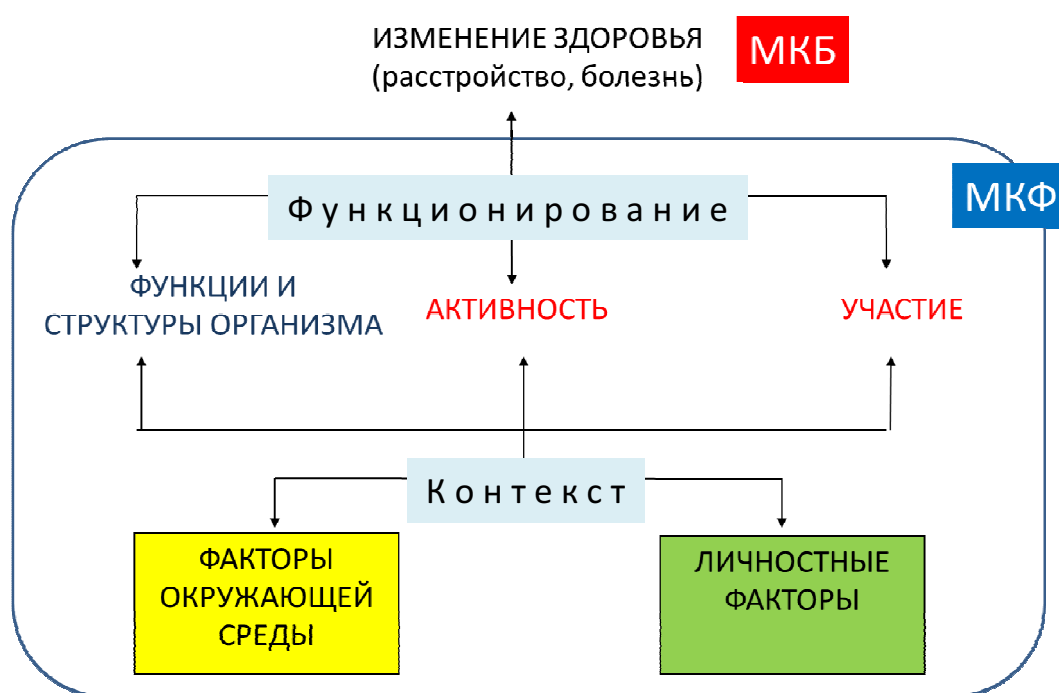 ИЗМЕНЕНИЕ ЗДОРОВЬЯ
(расстройство, болезнь)
МКБ
МКФ
Функционирование
ФУНКЦИИ И
СТРУКТУРЫ ОРГАНИЗМА
АКТИВНОСТЬ
УЧАСТИЕ
Контекст
ФАКТОРЫ
ОКРУЖАЮЩЕЙ
СРЕДЫ
ЛИЧНОСТНЫЕ
ФАКТОРЫ